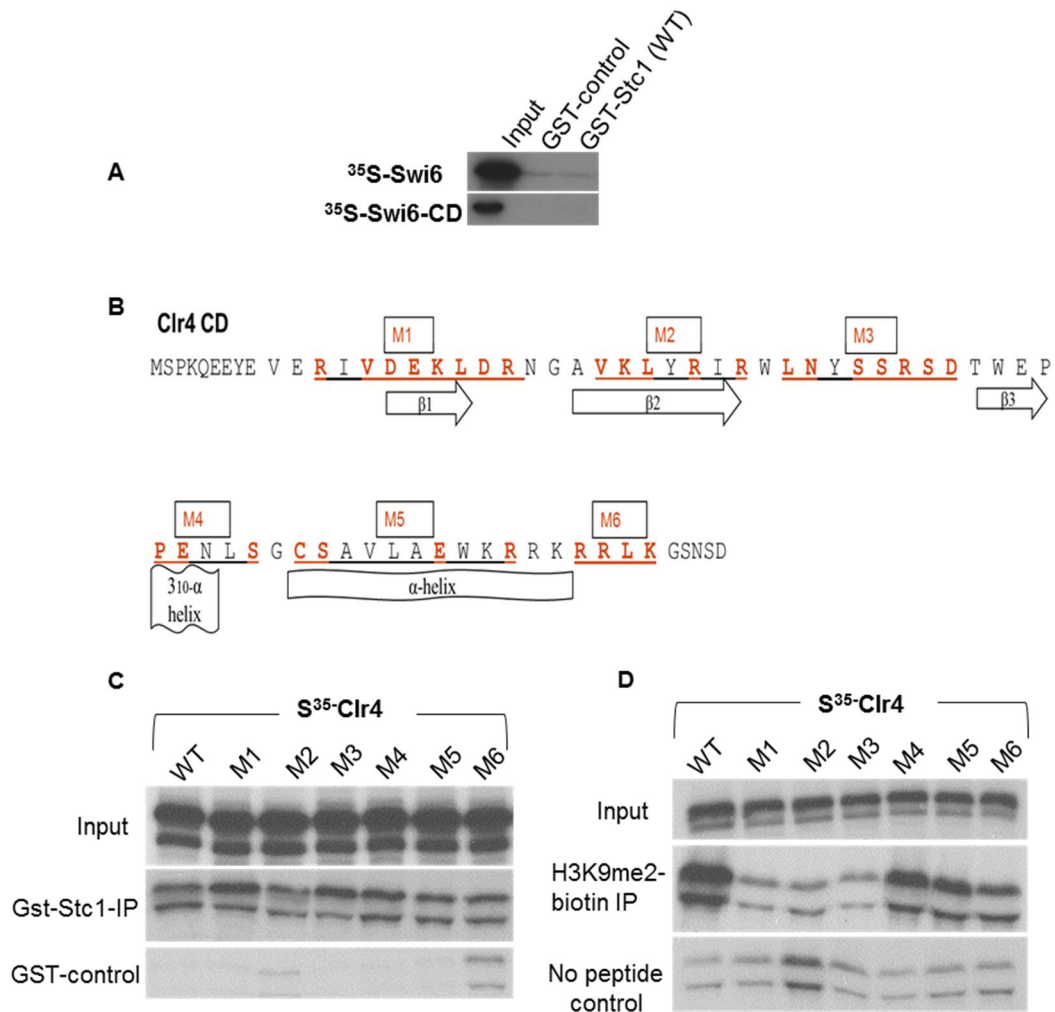 Input
GST-control
GST-Stc1 (WT)
A
35S-Swi6
35S-Swi6-CD
B
Clr4 CD
M1
M2
M3
MSPKQEEYE V E R I V D E K L D R N G A V K L Y R I R W L N Y S S R S D T W E P
β1
β2
β3
M4
M5
M6
P E N L S G C S A V L A E W K R R K R R L K GSNSD
310-α
helix
α-helix
C
S35-Clr4
WT
M1
M2
M3
M4
M5
M6
Input
Gst-Stc1-IP
GST-control
D
S35-Clr4
WT
M1
M2
M3
M4
M5
M6
Input
H3K9me2-
biotin IP
No peptide
control